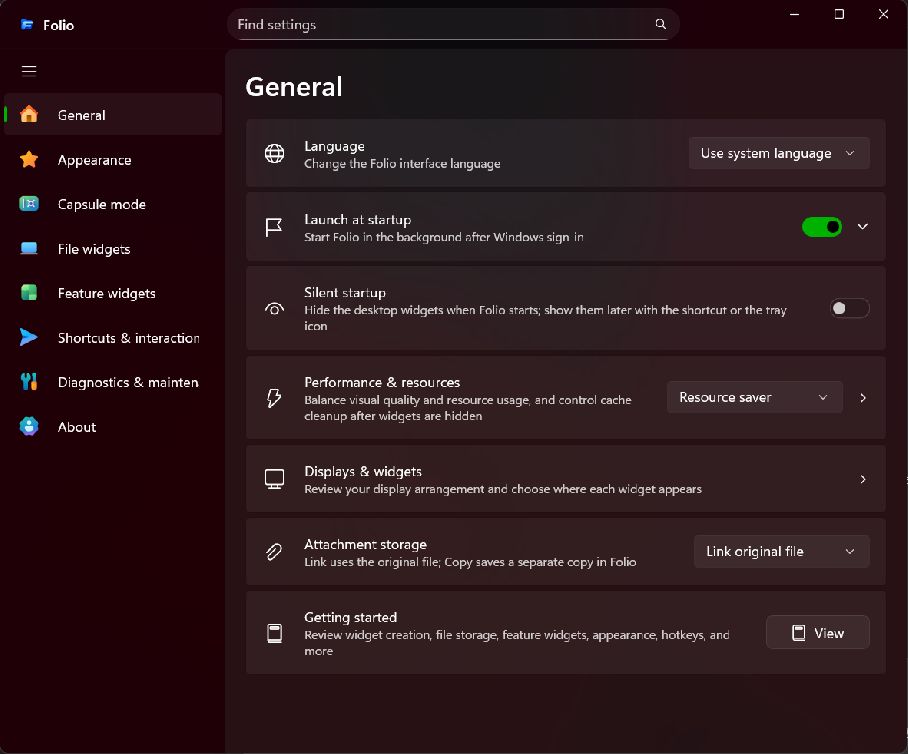 Folio
Find settings
General
Appearance
Capsule mode
File widgets
Feature widgets
Shortcuts & interaction
Diagnostics & mainten
About
General
Language
Change the Folio interface language
Use system language
Launch at startup
Start Folio in the background after Windows sign-in
Silent startup
Hide the desktop widgets when Folio starts; show them later with the shortcut or the tray
icon
Performance & resources
Balance visual quality and resource usage, and control cache
cleanup after widgets are hidden
Resource saver
Displays & widgets
Review your display arrangement and choose where each widget appears
Attachment storage
Link uses the original file; Copy saves a separate copy in Folio
Link original file
Getting started
Review widget creation, file storage, feature widgets, appearance, hotkeys, and
more
View